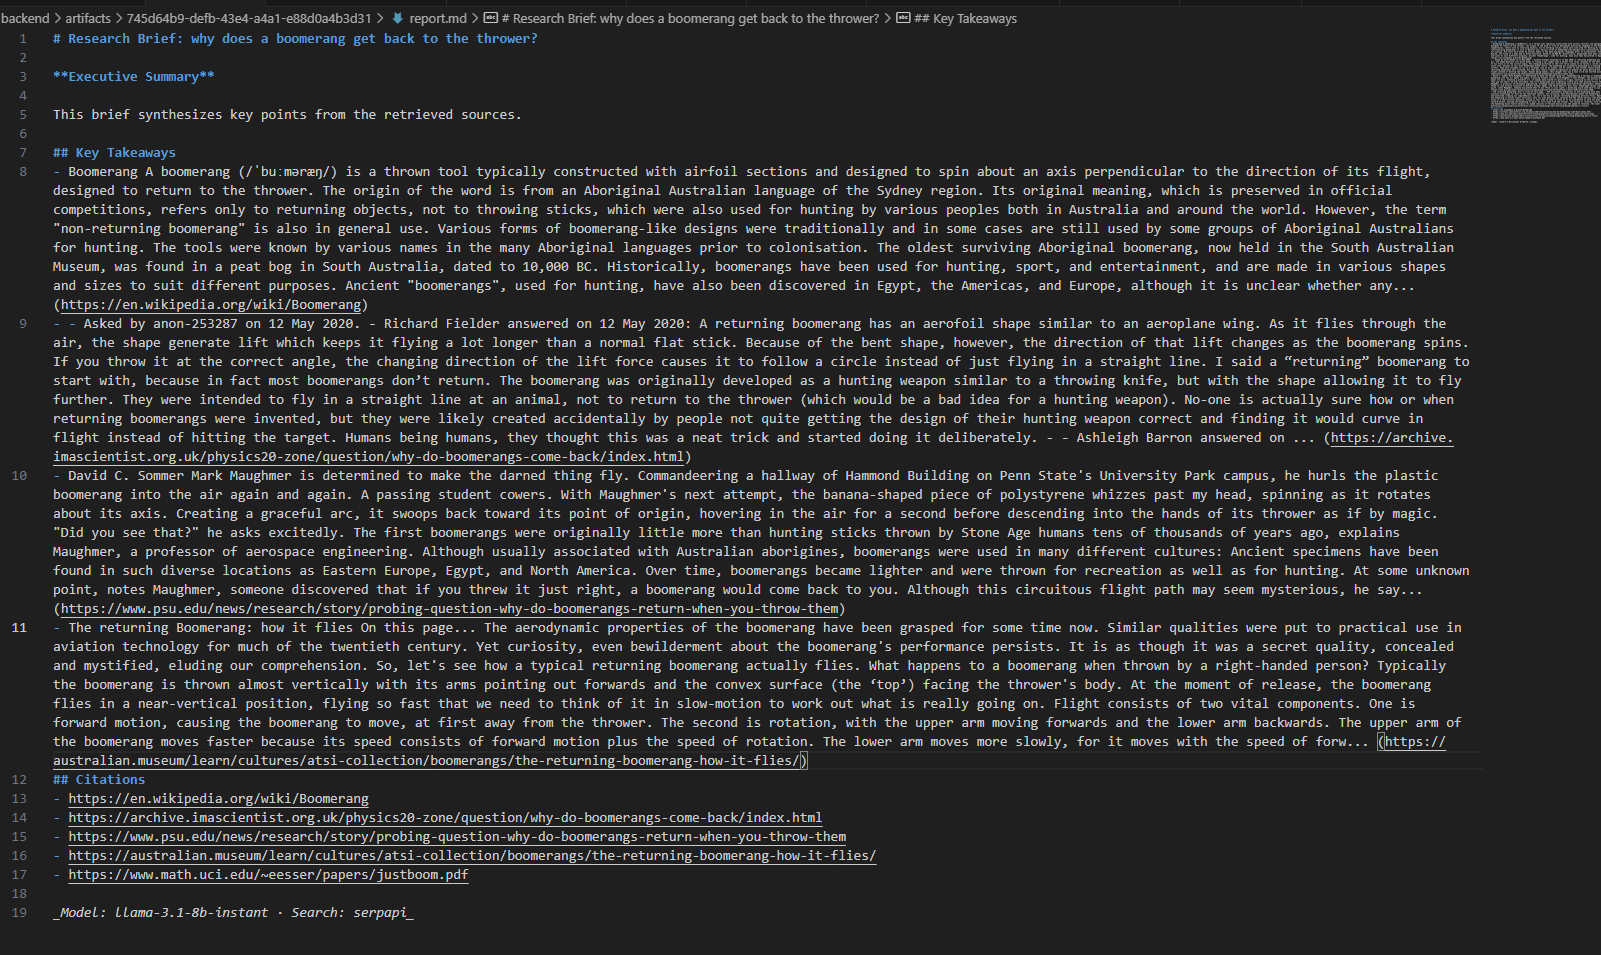 backend > artifacts > 745d64b9-defb-43e4-a4a1-e88d0a4b3d31 > report.md > # Research Brief: why does a boomerang get back to the thrower? > ## Key Takeaways
1 # Research Brief: why does a boomerang get back to the thrower?
2
3 **Executive Summary**
4
5 This brief synthesizes key points from the retrieved sources.
6
7 ## Key Takeaways
8 - Boomerang A boomerang (/ˈbuːməræŋ/) is a thrown tool typically constructed with airfoil sections and designed to spin about an axis perpendicular to the direction of its flight,
designed to return to the thrower. The origin of the word is from an Aboriginal Australian language of the Sydney region. Its original meaning, which is preserved in official
competitions, refers only to returning objects, not to throwing sticks, which were also used for hunting by various peoples both in Australia and around the world. However, the term
"non-returning boomerang" is also in general use. Various forms of boomerang-like designs were traditionally and in some cases are still used by some groups of Aboriginal Australians
for hunting. The tools were known by various names in the many Aboriginal languages prior to colonisation. The oldest surviving Aboriginal boomerang, now held in the South Australian
Museum, was found in a peat bog in South Australia, dated to 10,000 BC. Historically, boomerangs have been used for hunting, sport, and entertainment, and are made in various shapes
and sizes to suit different purposes. Ancient "boomerangs", used for hunting, have also been discovered in Egypt, the Americas, and Europe, although it is unclear whether any...
(https://en.wikipedia.org/wiki/Boomerang)
9 - - Asked by anon-253287 on 12 May 2020. - Richard Fielder answered on 12 May 2020: A returning boomerang has an aerofoil shape similar to an aeroplane wing. As it flies through the
air, the shape generate lift which keeps it flying a lot longer than a normal flat stick. Because of the bent shape, however, the direction of that lift changes as the boomerang spins.
If you throw it at the correct angle, the changing direction of the lift force causes it to follow a circle instead of just flying in a straight line. I said a “returning” boomerang to
start with, because in fact most boomerangs don’t return. The boomerang was originally developed as a hunting weapon similar to a throwing knife, but with the shape allowing it to fly
further. They were intended to fly in a straight line at an animal, not to return to the thrower (which would be a bad idea for a hunting weapon). No-one is actually sure how or when
returning boomerangs were invented, but they were likely created accidentally by people not quite getting the design of their hunting weapon correct and finding it would curve in
flight instead of hitting the target. Humans being humans, they thought this was a neat trick and started doing it deliberately. - - Ashleigh Barron answered on ... (https://archive.
imascientist.org.uk/physics20-zone/question/why-do-boomerangs-come-back/index.html)
10 - David C. Sommer Mark Maughmer is determined to make the darned thing fly. Commandeering a hallway of Hammond Building on Penn State's University Park campus, he hurls the plastic
boomerang into the air again and again. A passing student cowers. With Maughmer's next attempt, the banana-shaped piece of polystyrene whizzes past my head, spinning as it rotates
about its axis. Creating a graceful arc, it swoops back toward its point of origin, hovering in the air for a second before descending into the hands of its thrower as if by magic.
"Did you see that?" he asks excitedly. The first boomerangs were originally little more than hunting sticks thrown by Stone Age humans tens of thousands of years ago, explains
Maughmer, a professor of aerospace engineering. Although usually associated with Australian aborigines, boomerangs were used in many different cultures: Ancient specimens have been
found in such diverse locations as Eastern Europe, Egypt, and North America. Over time, boomerangs became lighter and were thrown for recreation as well as for hunting. At some unknown
point, notes Maughmer, someone discovered that if you threw it just right, a boomerang would come back to you. Although this circuitous flight path may seem mysterious, he say...
(https://www.psu.edu/news/research/story/probing-question-why-do-boomerangs-return-when-you-throw-them)
11 - The returning Boomerang: how it flies On this page... The aerodynamic properties of the boomerang have been grasped for some time now. Similar qualities were put to practical use in
aviation technology for much of the twentieth century. Yet curiosity, even bewilderment about the boomerang's performance persists. It is as though it was a secret quality, concealed
and mystified, eluding our comprehension. So, let's see how a typical returning boomerang actually flies. What happens to a boomerang when thrown by a right-handed person? Typically
the boomerang is thrown almost vertically with its arms pointing out forwards and the convex surface (the ‘top’) facing the thrower's body. At the moment of release, the boomerang
flies in a near-vertical position, flying so fast that we need to think of it in slow-motion to work out what is really going on. Flight consists of two vital components. One is
forward motion, causing the boomerang to move, at first away from the thrower. The second is rotation, with the upper arm moving forwards and the lower arm backwards. The upper arm of
the boomerang moves faster because its speed consists of forward motion plus the speed of rotation. The lower arm moves more slowly, for it moves with the speed of forw... (https://
australian.museum/learn/cultures/atsi-collection/boomerangs/the-returning-boomerang-how-it-flies/)
12 ## Citations
13 - https://en.wikipedia.org/wiki/Boomerang
14 - https://archive.imascientist.org.uk/physics20-zone/question/why-do-boomerangs-come-back/index.html
15 - https://www.psu.edu/news/research/story/probing-question-why-do-boomerangs-return-when-you-throw-them
16 - https://australian.museum/learn/cultures/atsi-collection/boomerangs/the-returning-boomerang-how-it-flies/
17 - https://www.math.uci.edu/~eesser/papers/justboom.pdf
18
19 _Model: llama-3.1-8b-instant · Search: serpapi_